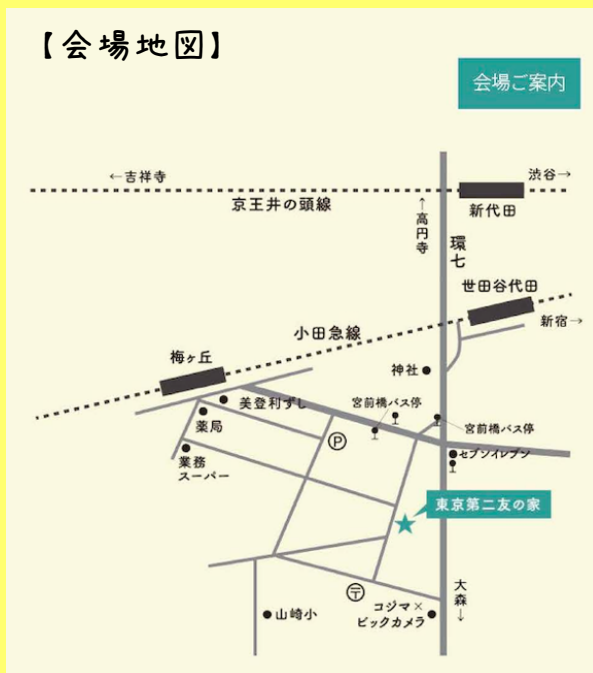 【会場地図】
会場ご案内
←吉祥寺
渋谷→
京王井の頭線
新代田
↑高円寺
環七
世田谷代田
新宿→
小田急線
梅ヶ丘
神社
美登利ずし
宮前橋バス停
宮前橋バス停
薬局
P
セブンイレブン
業務
スーパー
東京第二友の家
〒
大森↓
山崎小
コジマ×
ビックカメラ